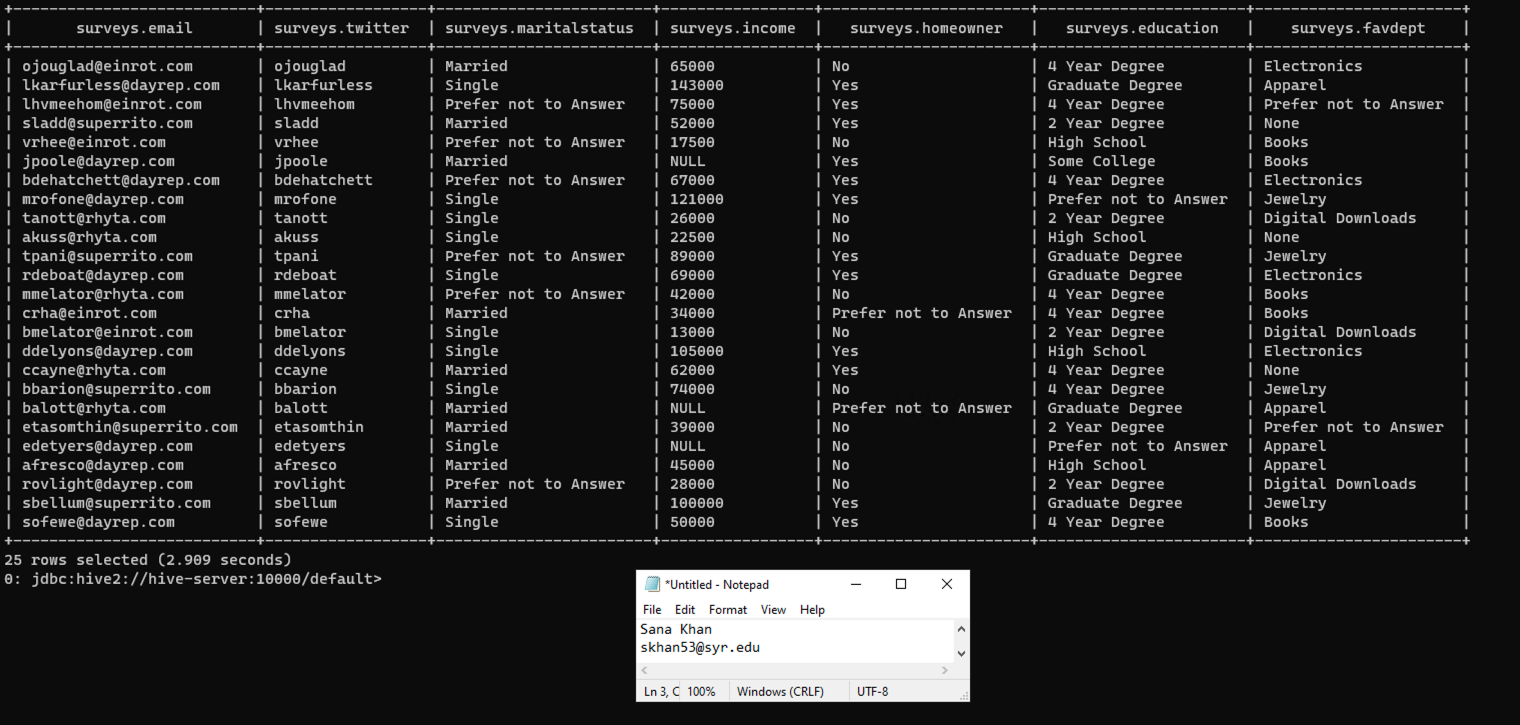 +---------------------------+------------------+------------------------+-----------------+-----------------------+-----------------------+-----------------------+
|       surveys.email       | surveys.twitter  | surveys.maritalstatus  | surveys.income  |   surveys.homeowner   |   surveys.education   |    surveys.favdept    |
+---------------------------+------------------+------------------------+-----------------+-----------------------+-----------------------+-----------------------+
| ojouglad@einrot.com       | ojouglad         | Married                | 65000           | No                    | 4 Year Degree         | Electronics           |
| lkarfurless@dayrep.com    | lkarfurless      | Single                 | 143000          | Yes                   | Graduate Degree       | Apparel               |
| lhvmeehom@einrot.com      | lhvmeehom        | Prefer not to Answer   | 75000           | Yes                   | 4 Year Degree         | Prefer not to Answer  |
| sladd@superrito.com       | sladd            | Married                | 52000           | Yes                   | 2 Year Degree         | None                  |
| vrhee@einrot.com          | vrhee            | Prefer not to Answer   | 17500           | No                    | High School           | Books                 |
| jpoole@dayrep.com         | jpoole           | Married                | NULL            | Yes                   | Some College          | Books                 |
| bdehatchett@dayrep.com    | bdehatchett      | Prefer not to Answer   | 67000           | Yes                   | 4 Year Degree         | Electronics           |
| mrofone@dayrep.com        | mrofone          | Single                 | 121000          | Yes                   | Prefer not to Answer  | Jewelry               |
| tanott@rhyta.com          | tanott           | Single                 | 26000           | No                    | 2 Year Degree         | Digital Downloads     |
| akuss@rhyta.com           | akuss            | Single                 | 22500           | No                    | High School           | None                  |
| tpani@superrito.com       | tpani            | Prefer not to Answer   | 89000           | Yes                   | Graduate Degree       | Jewelry               |
| rdeboat@dayrep.com        | rdeboat          | Single                 | 69000           | Yes                   | Graduate Degree       | Electronics           |
| mmelator@rhyta.com        | mmelator         | Prefer not to Answer   | 42000           | No                    | 4 Year Degree         | Books                 |
| crha@einrot.com           | crha             | Married                | 34000           | Prefer not to Answer  | 4 Year Degree         | Books                 |
| bmelator@einrot.com       | bmelator         | Single                 | 13000           | No                    | 2 Year Degree         | Digital Downloads     |
| ddelyons@dayrep.com       | ddelyons         | Single                 | 105000          | Yes                   | High School           | Electronics           |
| ccayne@rhyta.com          | ccayne           | Married                | 62000           | Yes                   | 4 Year Degree         | None                  |
| bbarion@superrito.com     | bbarion          | Single                 | 74000           | No                    | 4 Year Degree         | Jewelry               |
| balott@rhyta.com          | balott           | Married                | NULL            | Prefer not to Answer  | Graduate Degree       | Apparel               |
| etasomthin@superrito.com  | etasomthin       | Married                | 39000           | No                    | 2 Year Degree         | Prefer not to Answer  |
| edetyers@dayrep.com       | edetyers         | Single                 | NULL            | No                    | Prefer not to Answer  | Apparel               |
| afresco@dayrep.com        | afresco          | Married                | 45000           | No                    | High School           | Apparel               |
| rovlight@dayrep.com       | rovlight         | Prefer not to Answer   | 28000           | No                    | 2 Year Degree         | Digital Downloads     |
| sbellum@superrito.com     | sbellum          | Married                | 100000          | Yes                   | Graduate Degree       | Jewelry               |
| sofewe@dayrep.com         | sofewe           | Single                 | 50000           | Yes                   | 4 Year Degree         | Books                 |
+---------------------------+------------------+------------------------+-----------------+-----------------------+-----------------------+-----------------------+
25 rows selected (2.909 seconds)
0: jdbc:hive2://hive-server:10000/default>
*Untitled - Notepad
File Edit Format View Help
Sana Khan
skhan53@syr.edu
Ln 3, C 100% Windows (CRLF) UTF-8